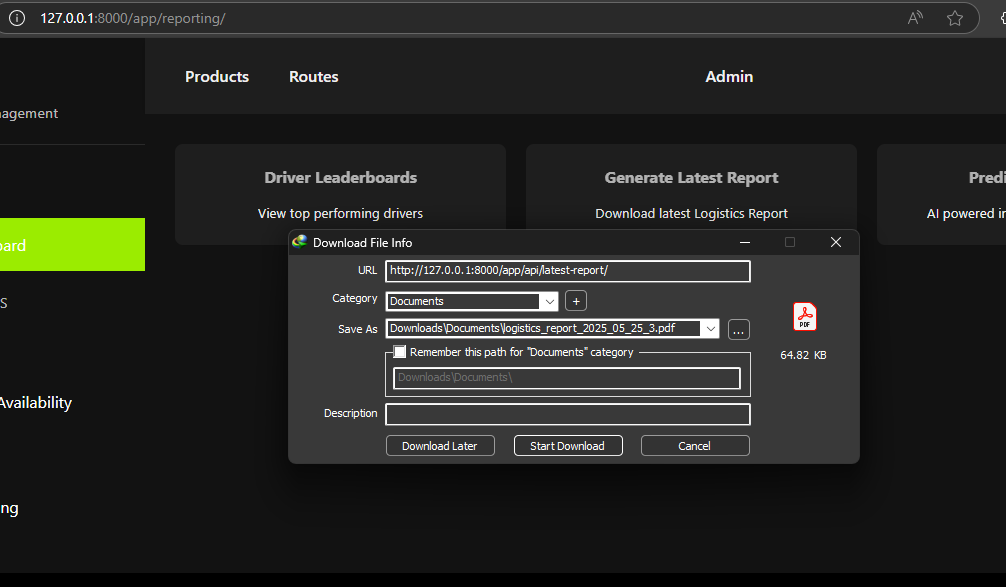 127.0.0.1:8000/app/reporting/
Products Routes Admin
nagement
Driver Leaderboards
View top performing drivers
Generate Latest Report
Download latest Logistics Report
Predi
AI powered in
oard
S
Availability
ng
Download File Info
URL http://127.0.0.1:8000/app/api/latest-report/
Category Documents +
Save As Downloads\Documents\logistics_report_2025_05_25_3.pdf ...
Remember this path for "Documents" category
Downloads\Documents\
Description
PDF
64.82 KB
Download Later Start Download Cancel